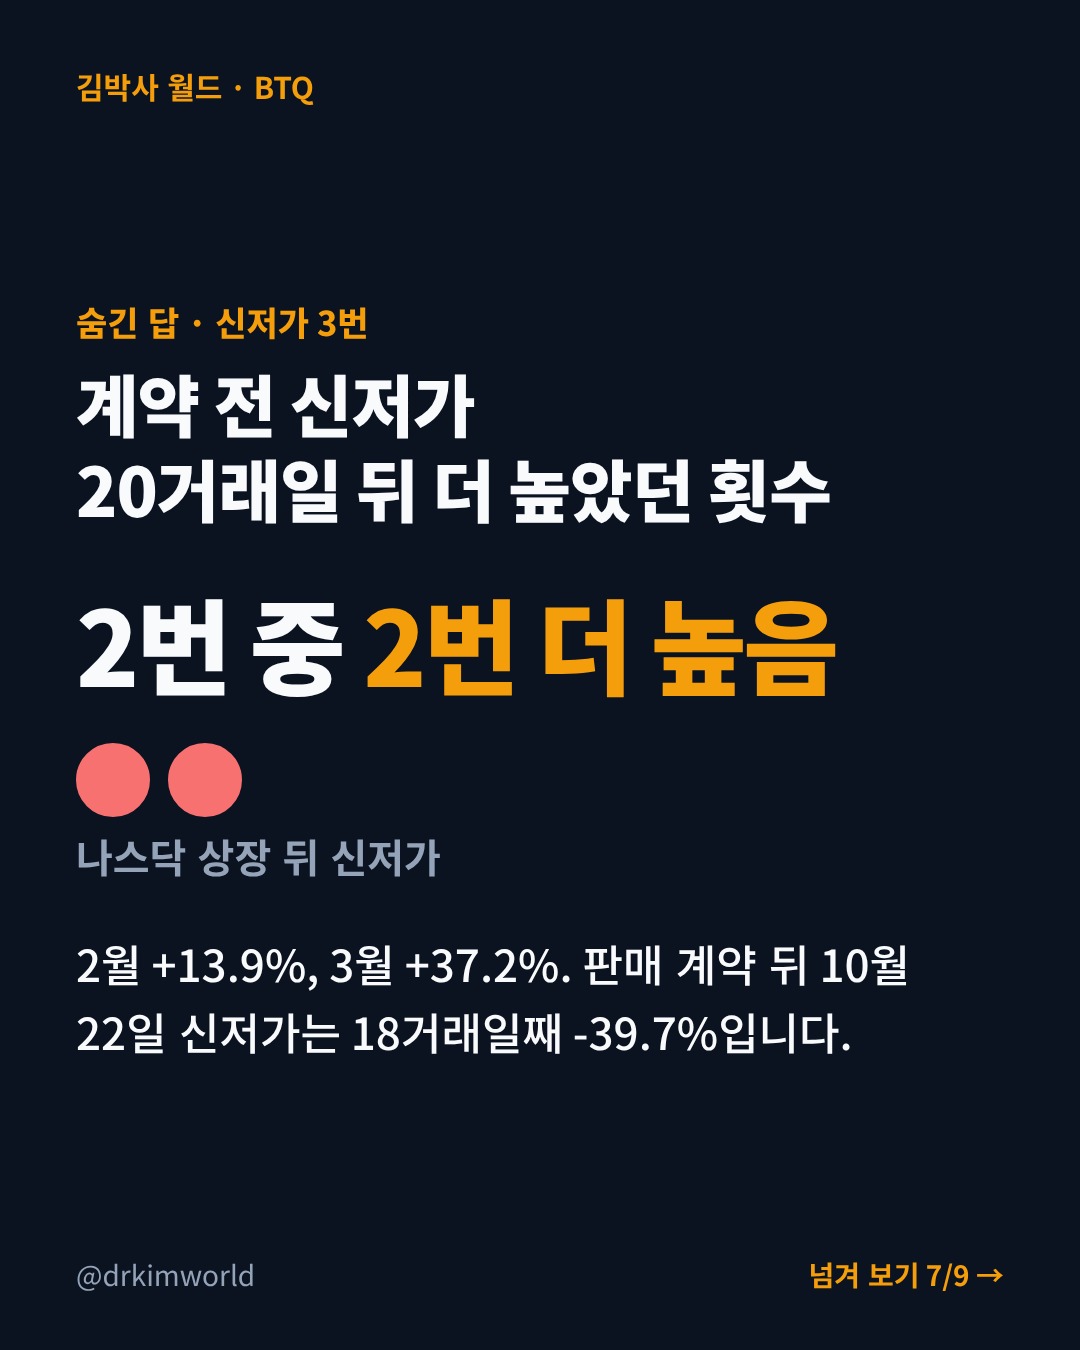 김박사 월드 · BTQ
숨긴 답 · 신저가 3번
계약 전 신저가
20거래일 뒤 더 높았던 횟수
2번 중 2번 더 높음
나스닥 상장 뒤 신저가
2월 +13.9%, 3월 +37.2%. 판매 계약 뒤 10월
22일 신저가는 18거래일째 -39.7%입니다.
@drkimworld
넘겨 보기 7/9 →